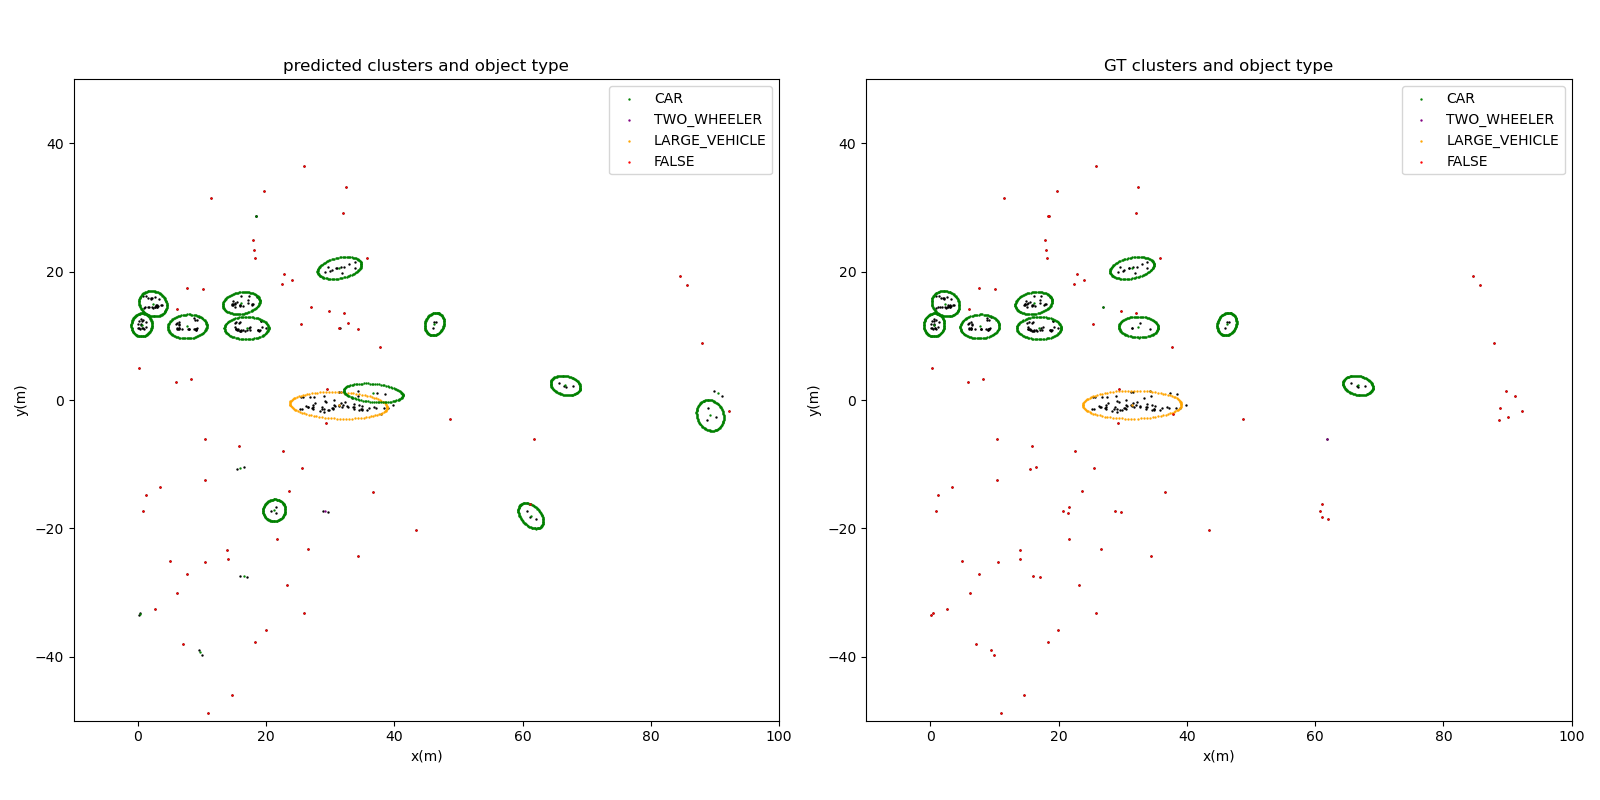 predicted clusters and object type
CAR
TWO_WHEELER
LARGE_VEHICLE
FALSE
40
20
0
−20
−40
y(m)
0
20
40
60
80
100
x(m)
GT clusters and object type
CAR
TWO_WHEELER
LARGE_VEHICLE
FALSE
40
20
0
−20
−40
y(m)
0
20
40
60
80
100
x(m)